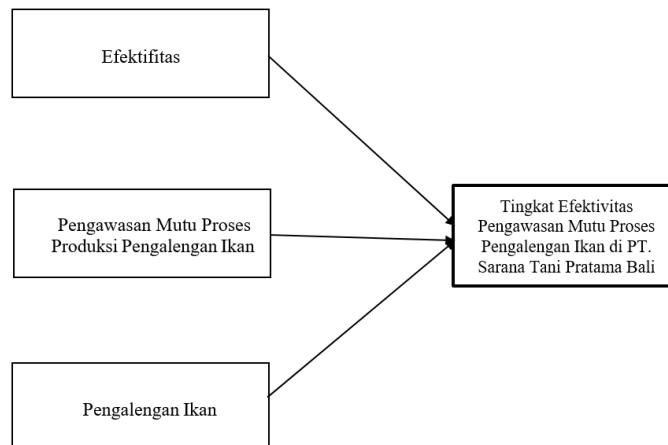 Efektifitas
Pengawasan Mutu Proses
Produksi Pengalengan Ikan
Tingkat Efektivitas
Pengawasan Mutu Proses
Pengalengan Ikan di PT.
Sarana Tani Pratama Bali
Pengalengan Ikan